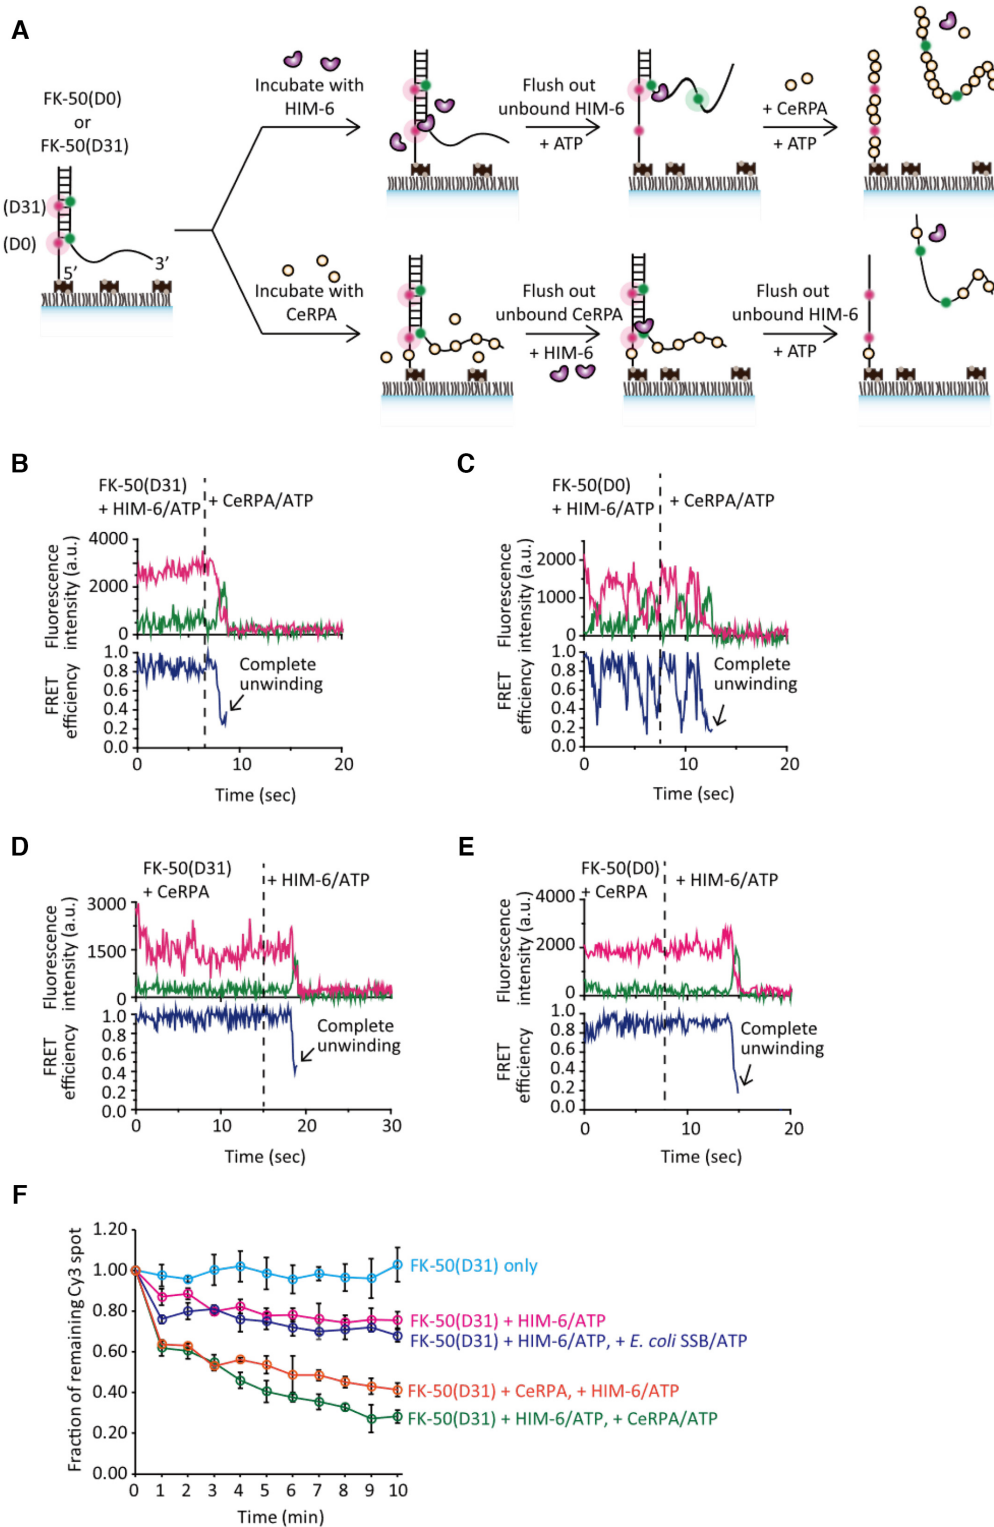 A
FK-50(D0)
or
FK-50(D31)
(D31)
(D0)
5’
3’
Incubate with
HIM-6
Flush out
unbound HIM-6
+ ATP
+ CeRPA
+ ATP
Incubate with
CeRPA
Flush out
unbound CeRPA
+ HIM-6
Flush out
unbound HIM-6
+ ATP
B
FK-50(D31)
+ HIM-6/ATP
+ CeRPA/ATP
Fluorescence
intensity (a.u.)
4000
2000
0
FRET
efficiency
1.0
0.8
0.6
0.4
0.2
0.0
Complete
unwinding
0 10 20
Time (sec)
C
FK-50(D0)
+ HIM-6/ATP
+ CeRPA/ATP
Fluorescence
intensity (a.u.)
2000
1000
0
FRET
efficiency
1.0
0.8
0.6
0.4
0.2
0.0
Complete
unwinding
0 10 20
Time (sec)
D
FK-50(D31)
+ CeRPA
+ HIM-6/ATP
Fluorescence
intensity (a.u.)
3000
1500
0
FRET
efficiency
1.0
0.8
0.6
0.4
0.2
0.0
Complete
unwinding
0 10 20 30
Time (sec)
E
FK-50(D0)
+ CeRPA
+ HIM-6/ATP
Fluorescence
intensity (a.u.)
4000
2000
0
FRET
efficiency
1.0
0.8
0.6
0.4
0.2
0.0
Complete
unwinding
0 10 20
Time (sec)
F
Fraction of remaining Cy3 spot
1.20
1.00
0.80
0.60
0.40
0.20
0.00
FK-50(D31) only
FK-50(D31) + HIM-6/ATP
FK-50(D31) + HIM-6/ATP, + E. coli SSB/ATP
FK-50(D31) + CeRPA, + HIM-6/ATP
FK-50(D31) + HIM-6/ATP, + CeRPA/ATP
0 1 2 3 4 5 6 7 8 9 10
Time (min)